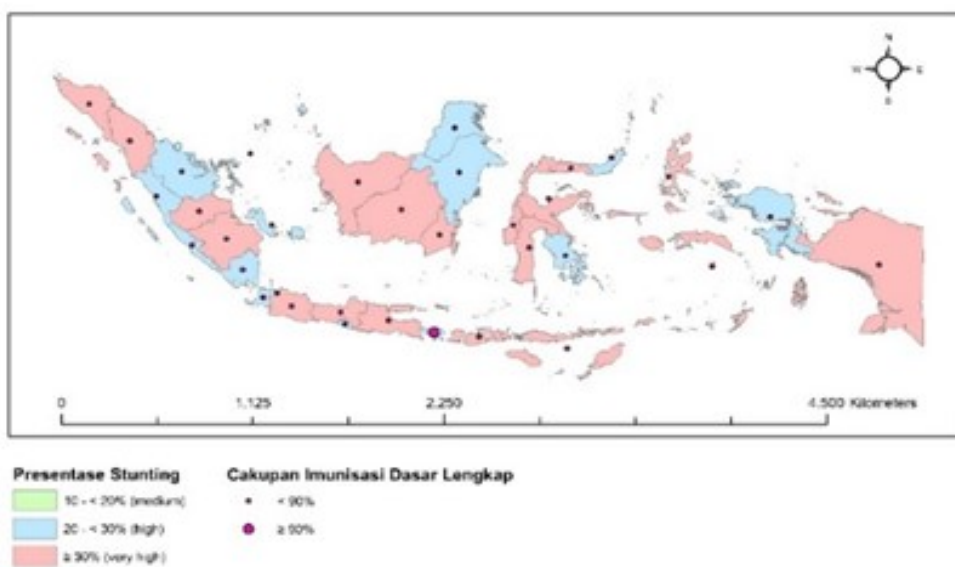 N
W E
S
0 1,125 2,250 4,500 Kilometers
Presentase Stunting
10 - < 20% (medium)
20 - < 30% (high)
≥ 30% (very high)
Cakupan Imunisasi Dasar Lengkap
< 90%
≥ 90%